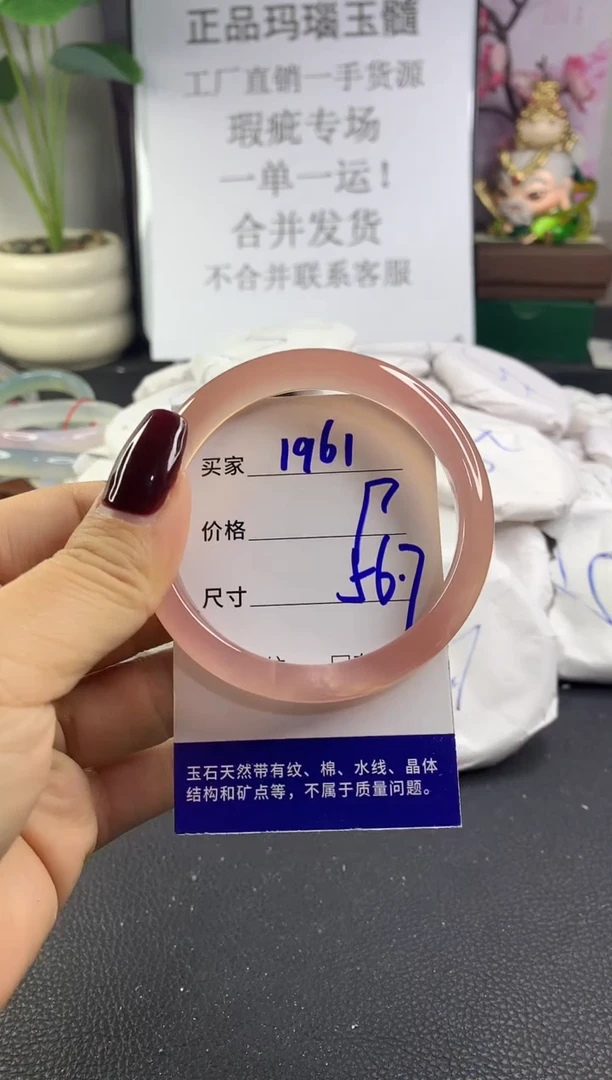 正品玛瑙玉髓
工厂直销一手货源
瑕疵专场
一单一运!
合并发货
不合并联系客服
买家 1961
价格
尺寸 56.7
玉石天然带有纹、棉、水线、晶体
结构和矿点等，不属于质量问题。